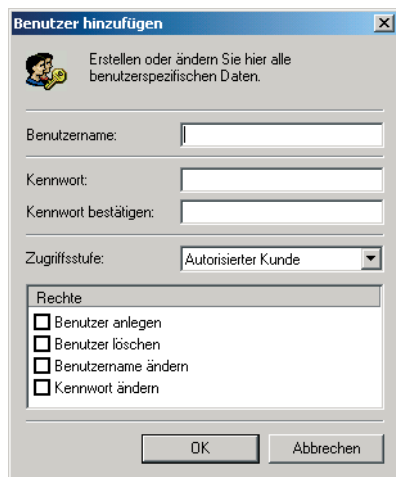 Benutzer hinzufügen
Erstellen oder ändern Sie hier alle
benutzerspezifischen Daten.
Benutzername:
Kennwort:
Kennwort bestätigen:
Zugriffsstufe: Autorisierter Kunde
Rechte
Benutzer anlegen
Benutzer löschen
Benutzername ändern
Kennwort ändern
OK Abbrechen